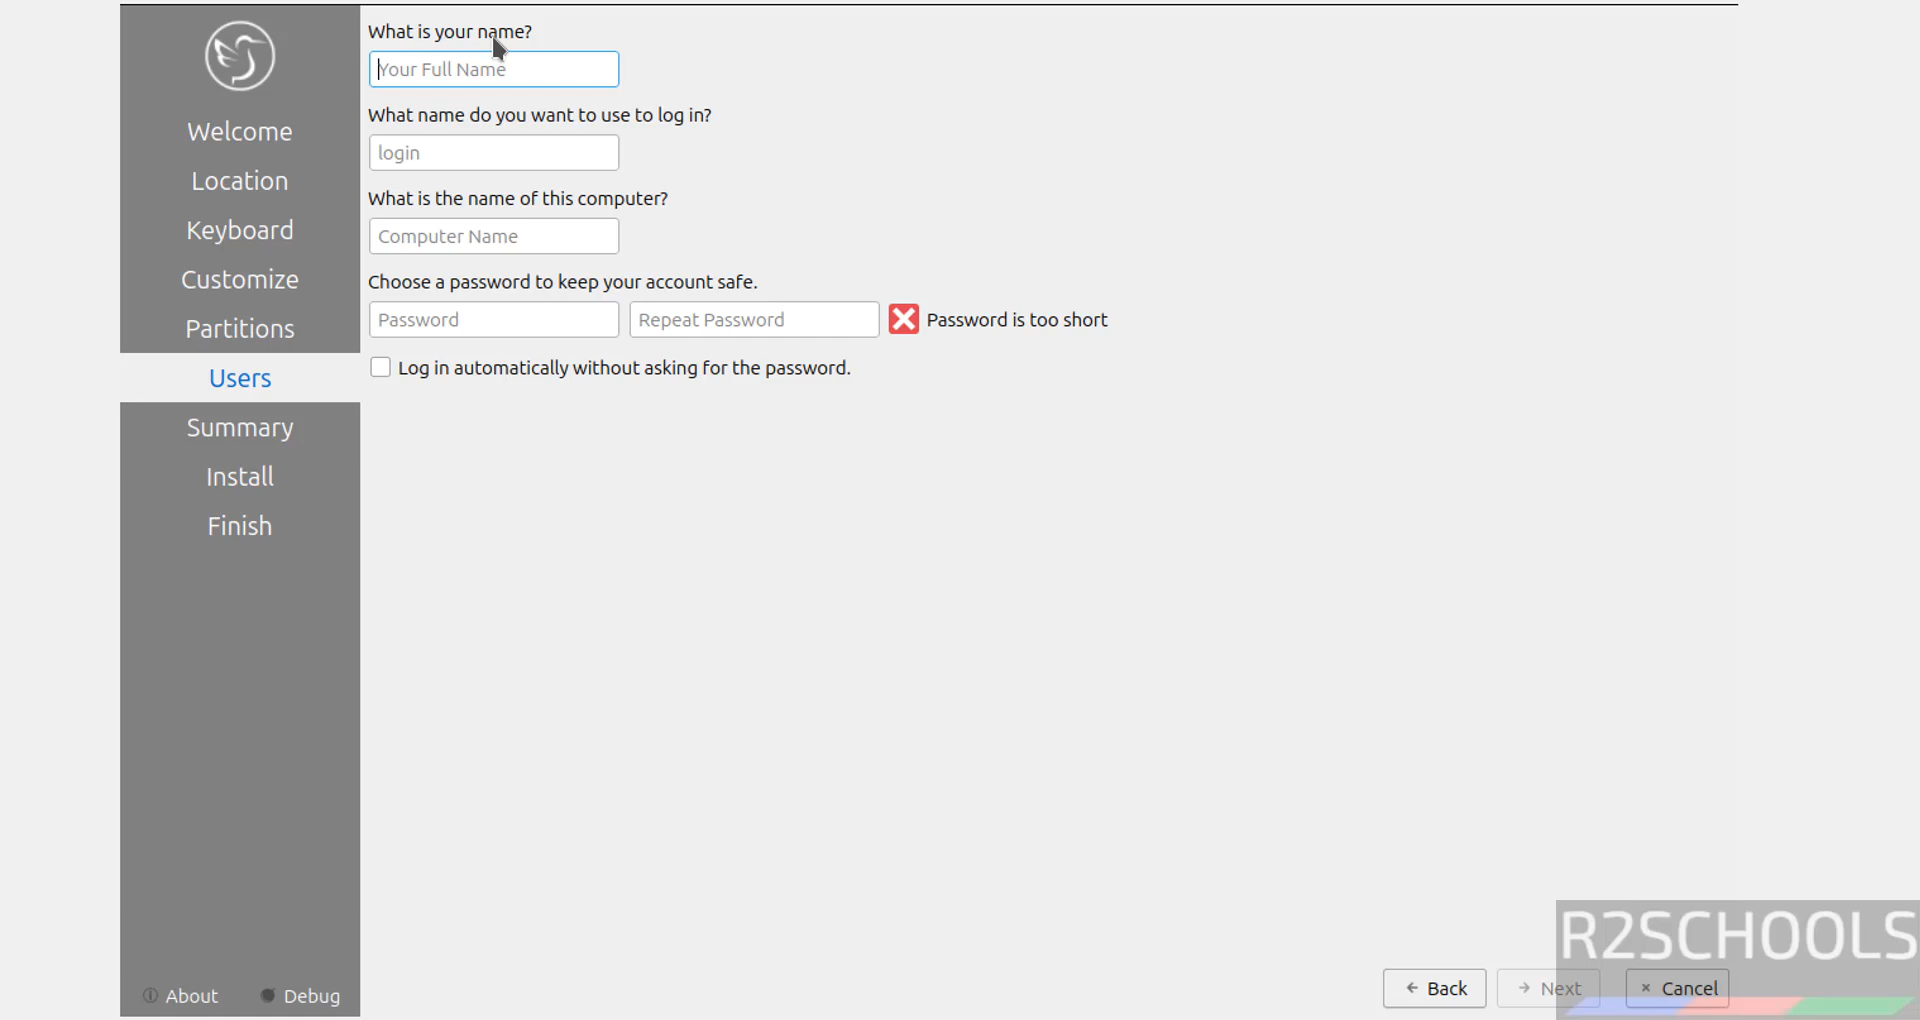 What is your name?
Your Full Name
What name do you want to use to log in?
login
What is the name of this computer?
Computer Name
Choose a password to keep your account safe.
Password
Repeat Password
Password is too short
Log in automatically without asking for the password.
Welcome
Location
Keyboard
Customize
Partitions
Users
Summary
Install
Finish
About
Debug
Back
Next
Cancel
R2SCHOOLS